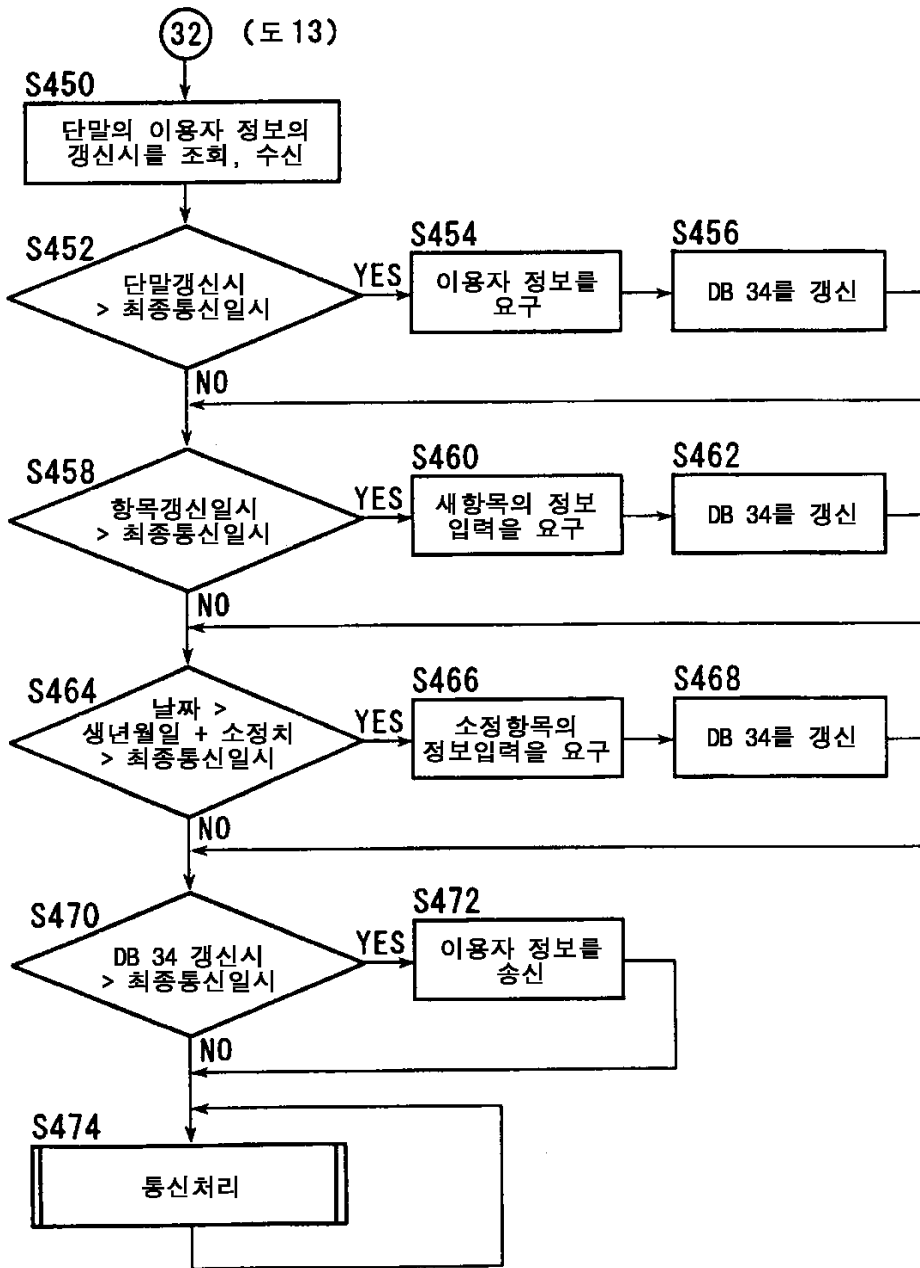 32 (도 13)
S450
단말의 이용자 정보의
갱신시를 조회, 수신
S452
단말갱신시
> 최종통신일시
YES
NO
S454
이용자 정보를
요구
S456
DB 34를 갱신
S458
항목갱신일시
> 최종통신일시
YES
NO
S460
새항목의 정보
입력을 요구
S462
DB 34를 갱신
S464
날짜 >
생년월일 + 소정치
> 최종통신일시
YES
NO
S466
소정항목의
정보입력을 요구
S468
DB 34를 갱신
S470
DB 34 갱신시
> 최종통신일시
YES
NO
S472
이용자 정보를
송신
S474
통신처리